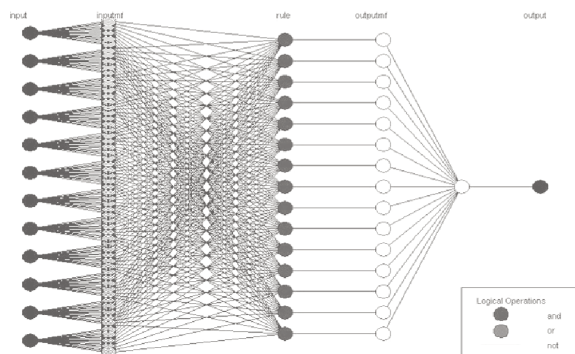 input
inputmf
rule
outputmf
output
Logical Operations
and
or
not